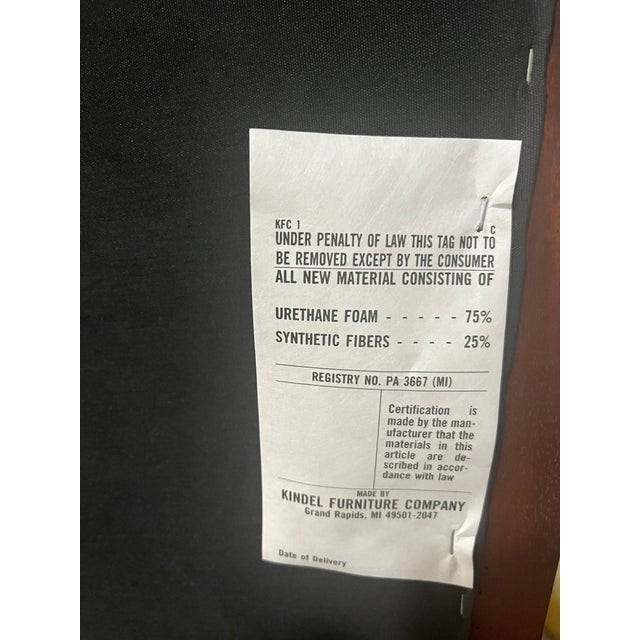 KFC 1
C
UNDER PENALTY OF LAW THIS TAG NOT TO
BE REMOVED EXCEPT BY THE CONSUMER
ALL NEW MATERIAL CONSISTING OF
URETHANE FOAM - - - - - 75%
SYNTHETIC FIBERS - - - - 25%
REGISTRY NO. PA 3667 (MI)
Certification is
made by the man-
ufacturer that the
materials in this
article are de-
scribed in accor-
dance with law
MADE BY
KINDEL FURNITURE COMPANY
Grand Rapids, MI 49501-2047
Date of Delivery